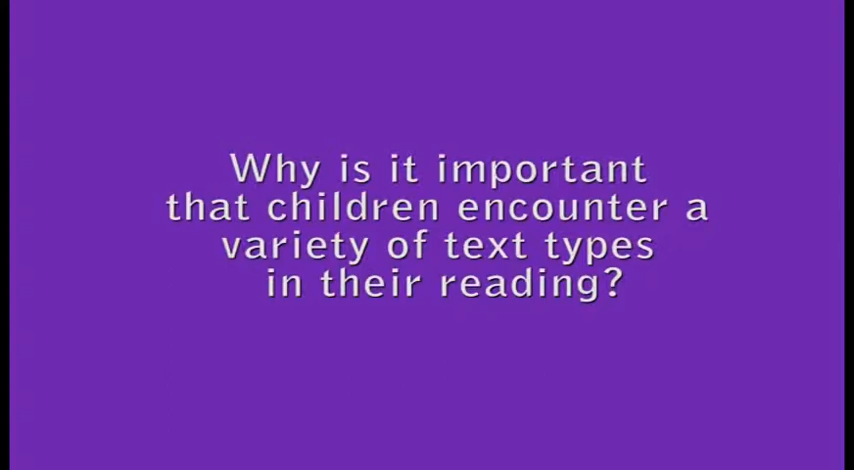 Why is it important
that children encounter a
variety of text types
in their reading?